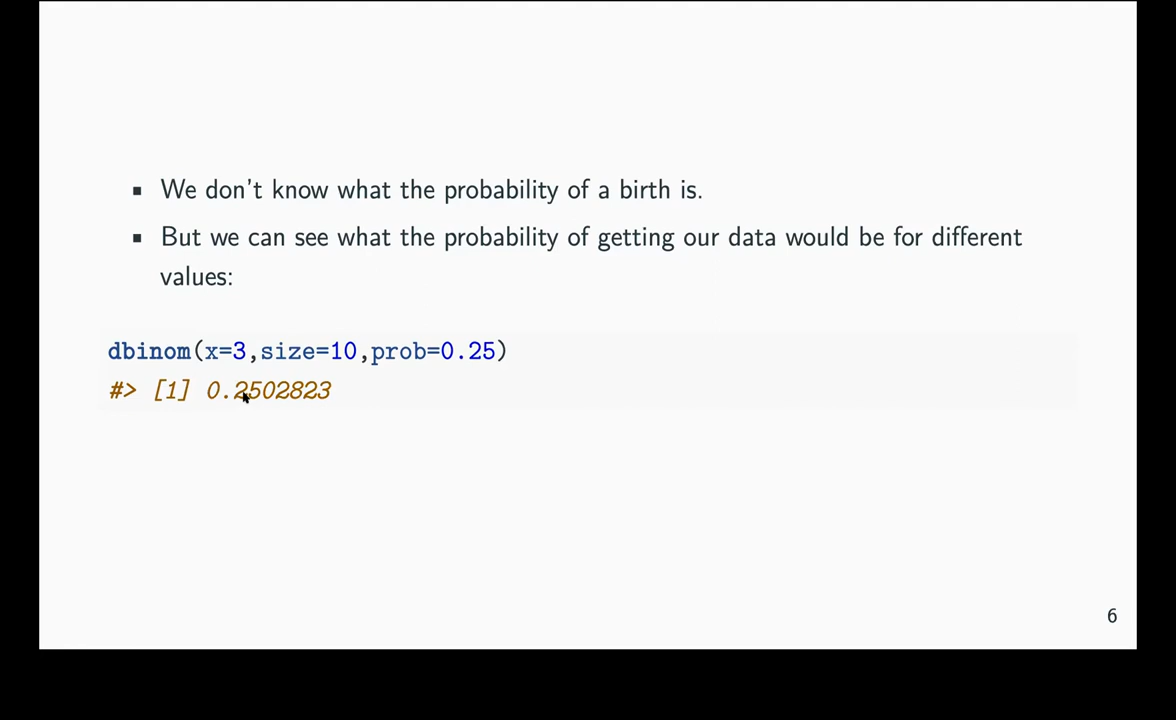 ▪ We don't know what the probability of a birth is.
▪ But we can see what the probability of getting our data would be for different
values:
dbinom(x=3,size=10,prob=0.25)
#> [1] 0.2502823
6